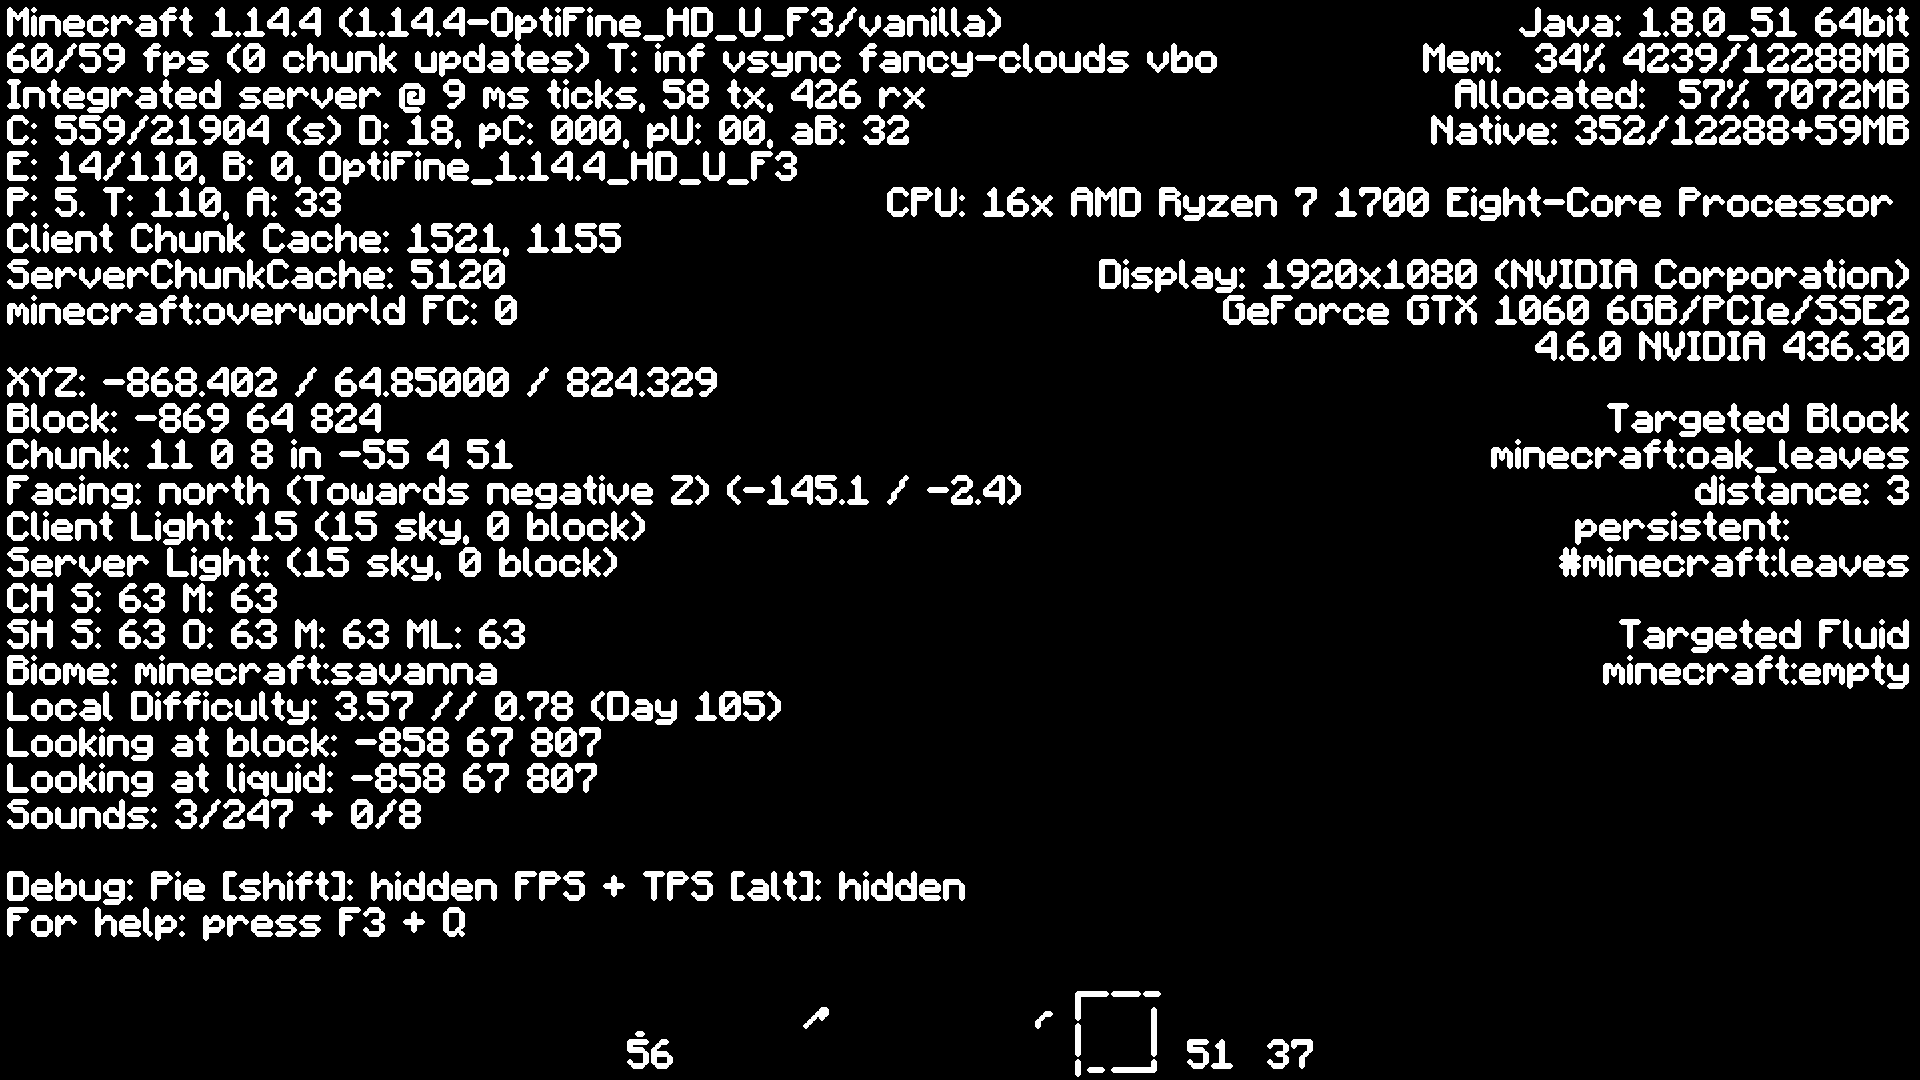 Minecraft 1.14.4 (1.14.4-OptiFine_HD_U_F3/vanilla)
60/59 fps (0 chunk updates) T: inf vsync fancy-clouds vbo
Integrated server @ 9 ms ticks, 58 tx, 426 rx
C: 559/21904 (s) D: 18, pC: 000, pU: 00, aB: 32
E: 14/110, B: 0, OptiFine_1.14.4_HD_U_F3
P: 5. T: 110, A: 33
Client Chunk Cache: 1521, 1155
ServerChunkCache: 5120
minecraft:overworld FC: 0
XYZ: -868.402 / 64.85000 / 824.329
Block: -869 64 824
Chunk: 11 0 8 in -55 4 51
Facing: north (Towards negative Z) (-145.1 / -2.4)
Client Light: 15 (15 sky, 0 block)
Server Light: (15 sky, 0 block)
CH S: 63 M: 63
SH S: 63 O: 63 M: 63 ML: 63
Biome: minecraft:savanna
Local Difficulty: 3.57 // 0.78 (Day 105)
Looking at block: -858 67 807
Looking at liquid: -858 67 807
Sounds: 3/247 + 0/8
Debug: Pie [shift]: hidden FPS + TPS [alt]: hidden
For help: press F3 + Q
Java: 1.8.0_51 64bit
Mem: 34% 4239/12288MB
Allocated: 57% 7072MB
Native: 352/12288+59MB
CPU: 16x AMD Ryzen 7 1700 Eight-Core Processor
Display: 1920x1080 (NVIDIA Corporation)
GeForce GTX 1060 6GB/PCIe/SSE2
4.6.0 NVIDIA 436.30
Targeted Block
minecraft:oak_leaves
distance: 3
persistent:
#minecraft:leaves
Targeted Fluid
minecraft:empty
56 51 37